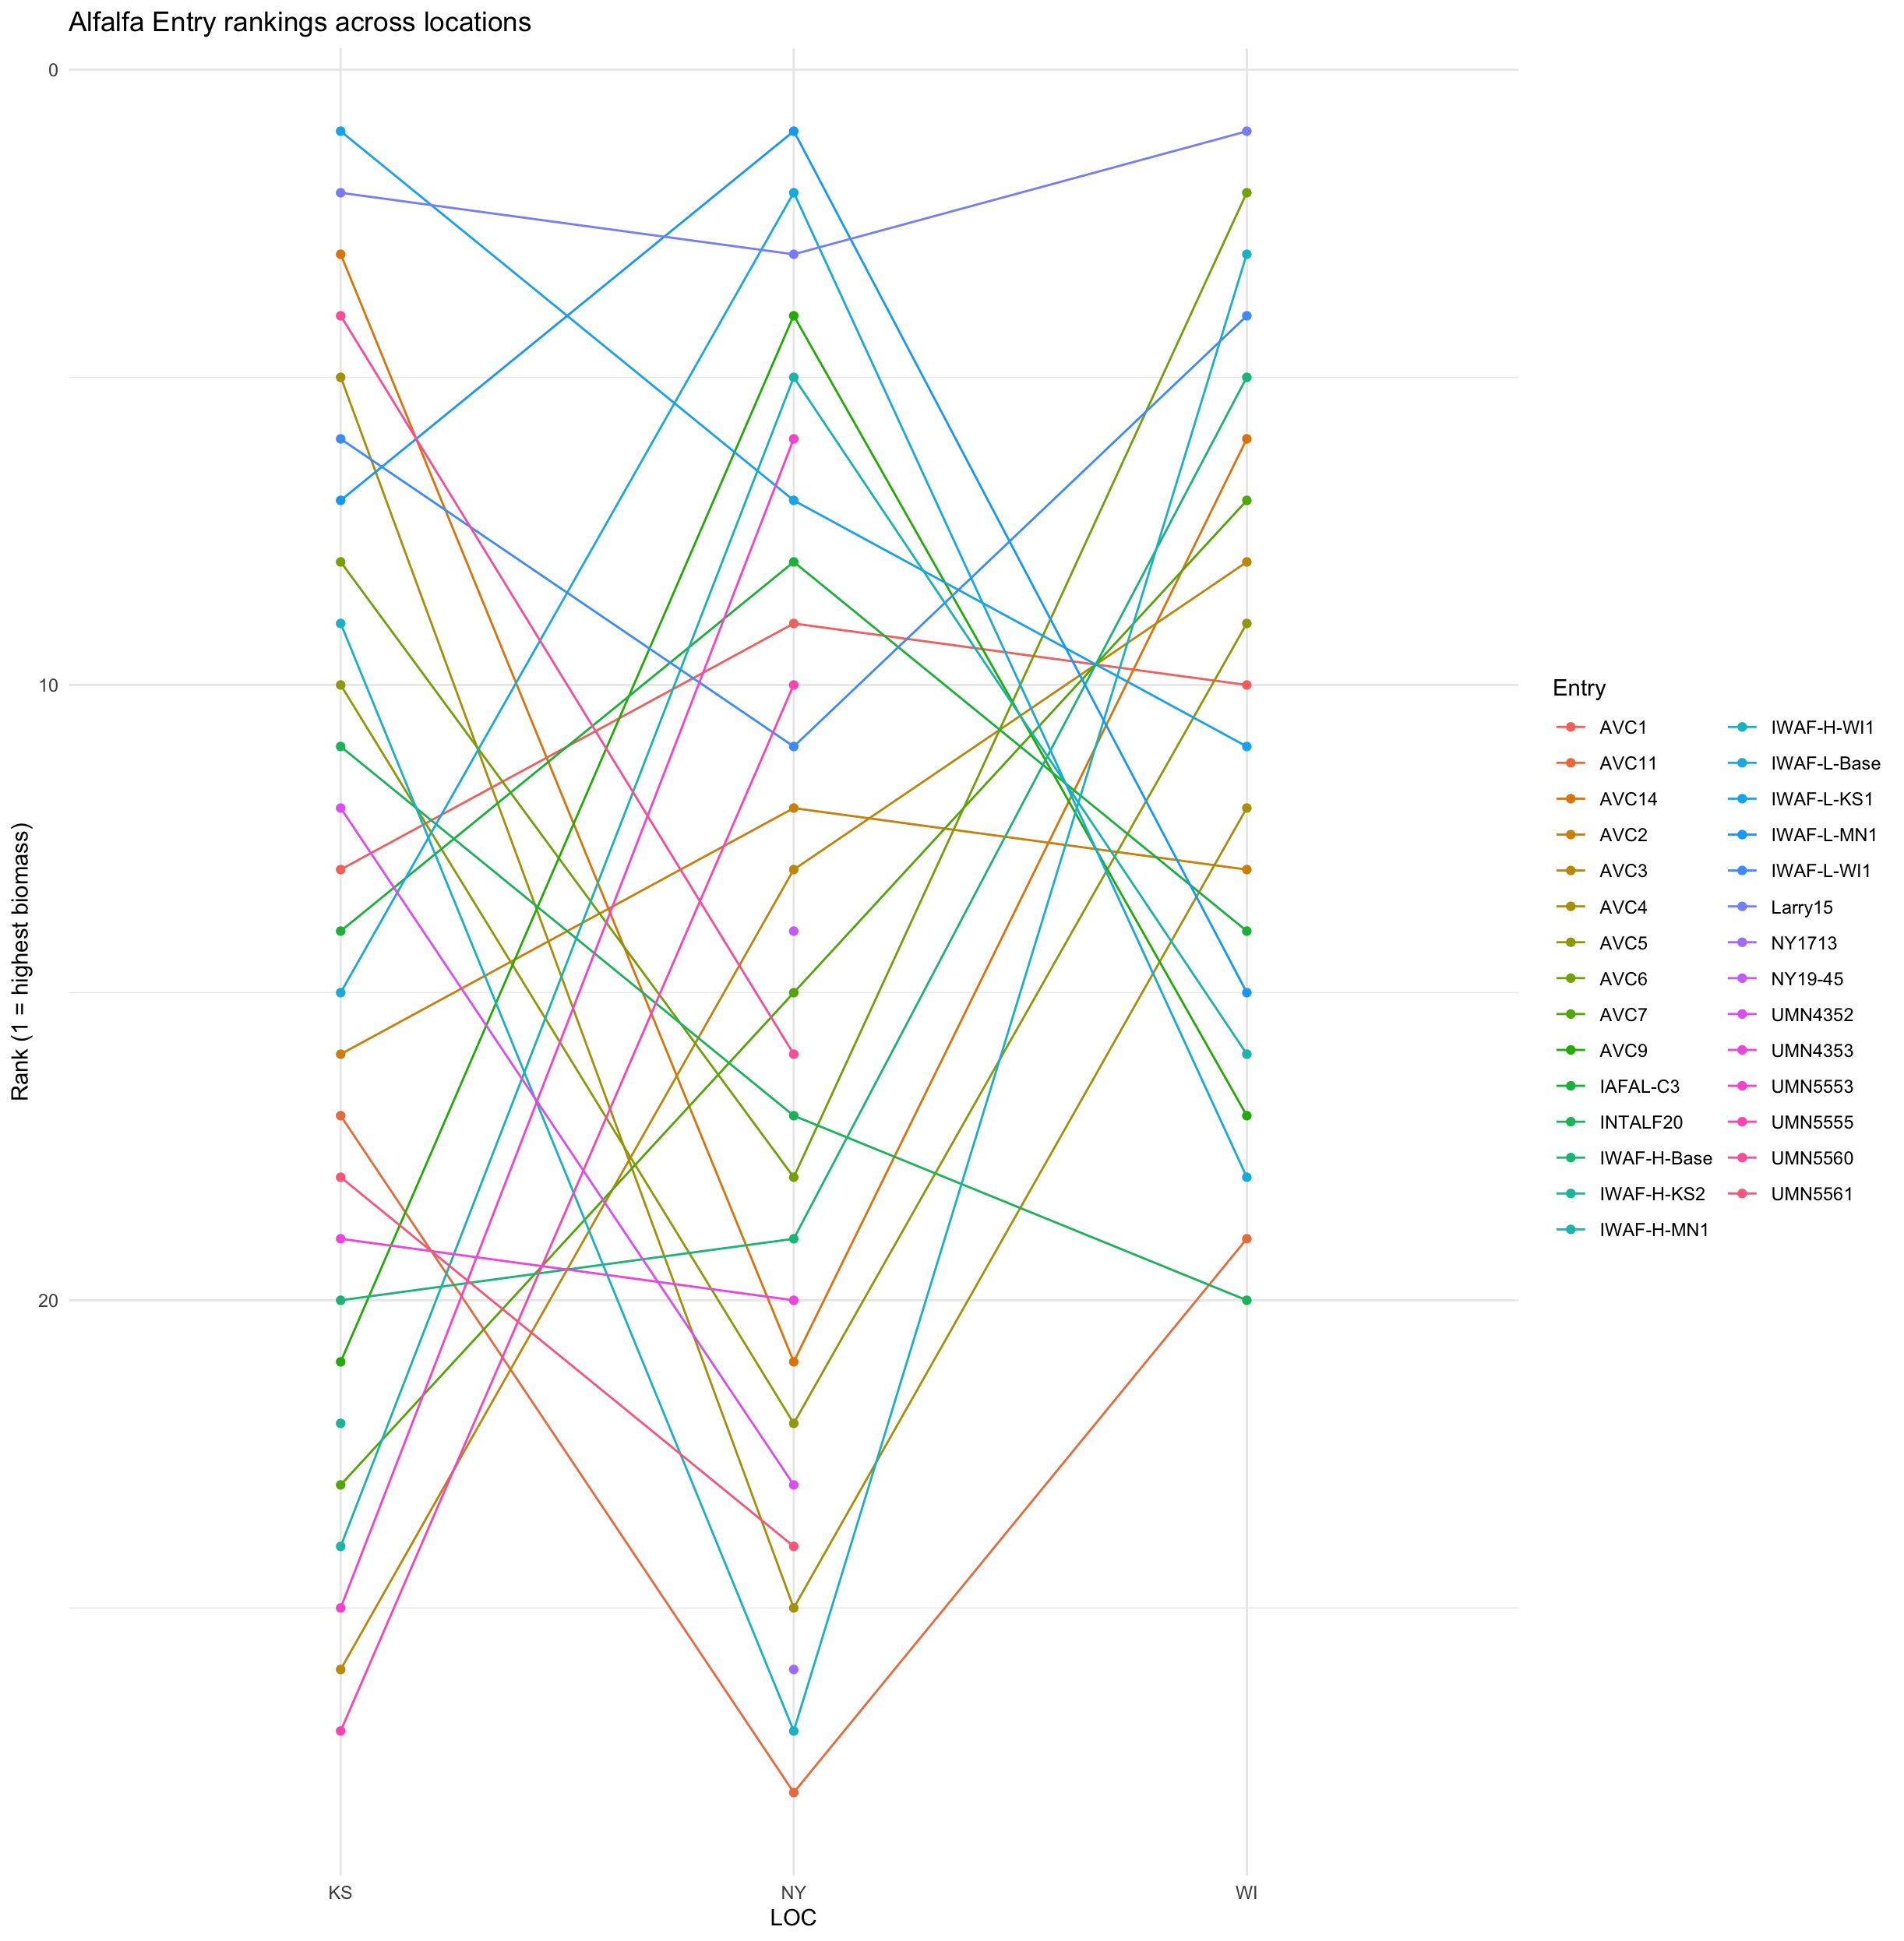 Alfalfa Entry rankings across locations
0
10
20
Rank (1 = highest biomass)
KS
NY
WI
LOC
Entry
AVC1
AVC11
AVC14
AVC2
AVC3
AVC4
AVC5
AVC6
AVC7
AVC9
IAFAL-C3
INTALF20
IWAF-H-Base
IWAF-H-KS2
IWAF-H-MN1
IWAF-H-WI1
IWAF-L-Base
IWAF-L-KS1
IWAF-L-MN1
IWAF-L-WI1
Larry15
NY1713
NY19-45
UMN4352
UMN4353
UMN5553
UMN5555
UMN5560
UMN5561